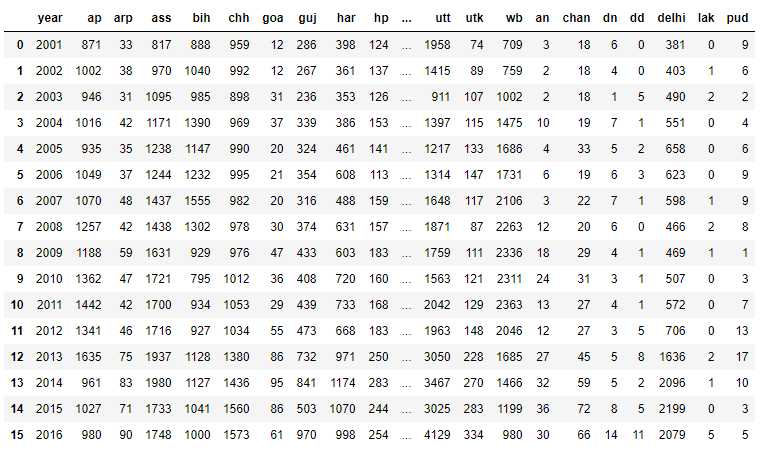 year ap arp ass bih chh goa guj har hp ... utt utk wb an chan dn dd delhi lak pud
0 2001 871 33 817 888 959 12 286 398 124 ... 1958 74 709 3 18 6 0 381 0 9
1 2002 1002 38 970 1040 992 12 267 361 137 ... 1415 89 759 2 18 4 0 403 1 6
2 2003 946 31 1095 985 898 31 236 353 126 ... 911 107 1002 2 18 1 5 490 2 2
3 2004 1016 42 1171 1390 969 37 339 386 153 ... 1397 115 1475 10 19 7 1 551 0 4
4 2005 935 35 1238 1147 990 20 324 461 141 ... 1217 133 1686 4 33 5 2 658 0 6
5 2006 1049 37 1244 1232 995 21 354 608 113 ... 1314 147 1731 6 19 6 3 623 0 9
6 2007 1070 48 1437 1555 982 20 316 488 159 ... 1648 117 2106 3 22 7 1 598 1 9
7 2008 1257 42 1438 1302 978 30 374 631 157 ... 1871 87 2263 12 20 6 0 466 2 8
8 2009 1188 59 1631 929 976 47 433 603 183 ... 1759 111 2336 18 29 4 1 469 1 1
9 2010 1362 47 1721 795 1012 36 408 720 160 ... 1563 121 2311 24 31 3 1 507 0 3
10 2011 1442 42 1700 934 1053 29 439 733 168 ... 2042 129 2363 13 27 4 1 572 0 7
11 2012 1341 46 1716 927 1034 55 473 668 183 ... 1963 148 2046 12 27 3 5 706 0 13
12 2013 1635 75 1937 1128 1380 86 732 971 250 ... 3050 228 1685 27 45 5 8 1636 2 17
13 2014 961 83 1980 1127 1436 95 841 1174 283 ... 3467 270 1466 32 59 5 2 2096 1 10
14 2015 1027 71 1733 1041 1560 86 503 1070 244 ... 3025 283 1199 36 72 8 5 2199 0 3
15 2016 980 90 1748 1000 1573 61 970 998 254 ... 4129 334 980 30 66 14 11 2079 5 5